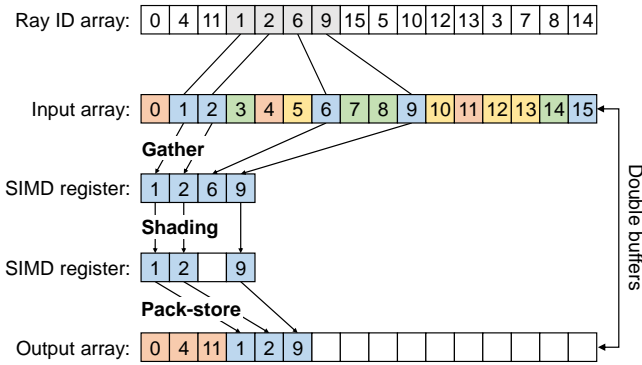 Ray ID array: 0 4 11 1 2 6 9 15 5 10 12 13 3 7 8 14
Input array: 0 1 2 3 4 5 6 7 8 9 10 11 12 13 14 15
Gather
SIMD register: 1 2 6 9
Shading
SIMD register: 1 2 9
Pack-store
Output array: 0 4 11 1 2 9
Double buffers